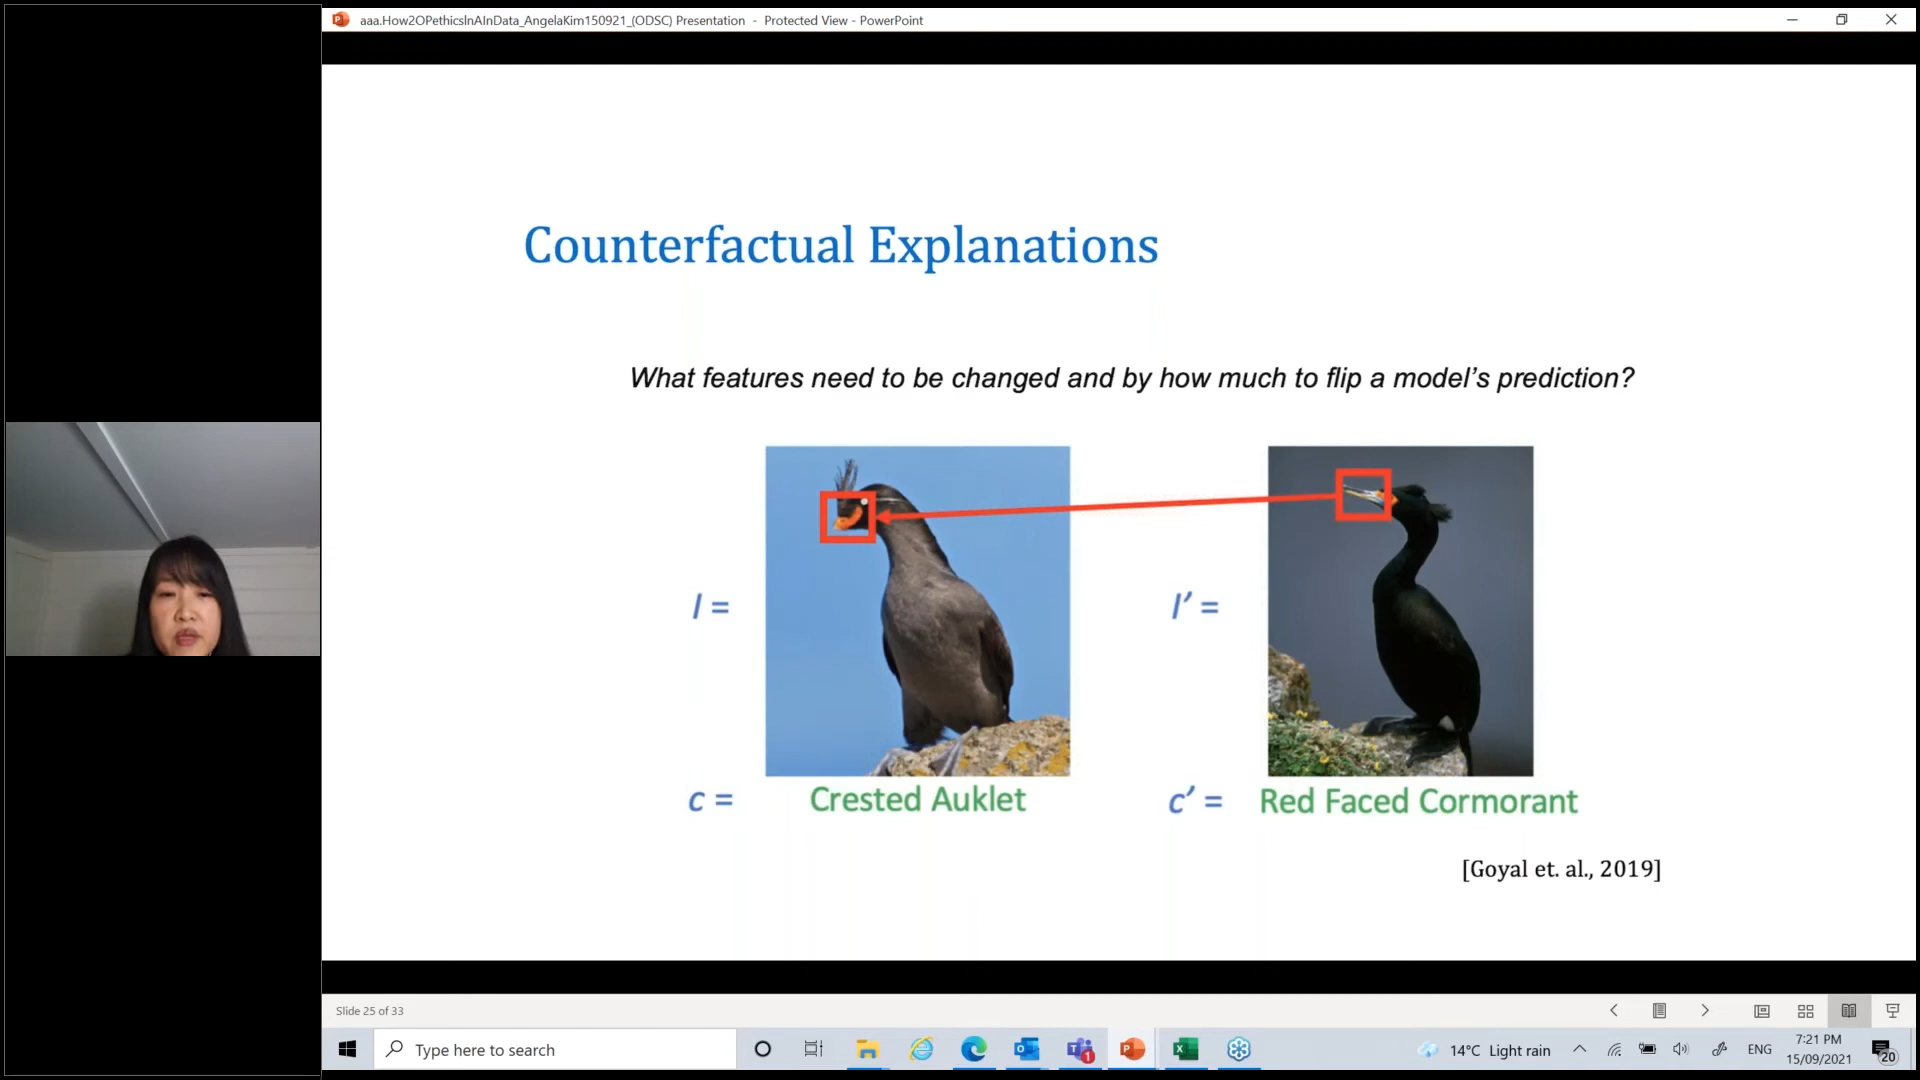 aaa.How2OPethicsInAInData_AngelaKim150921_(ODSC) Presentation - Protected View - PowerPoint
Counterfactual Explanations
What features need to be changed and by how much to flip a model's prediction?
I =
I′ =
c = Crested Auklet
c′ = Red Faced Cormorant
[Goyal et. al., 2019]
Slide 25 of 33
Type here to search
1
14°C Light rain
ENG
7:21 PM
15/09/2021
20